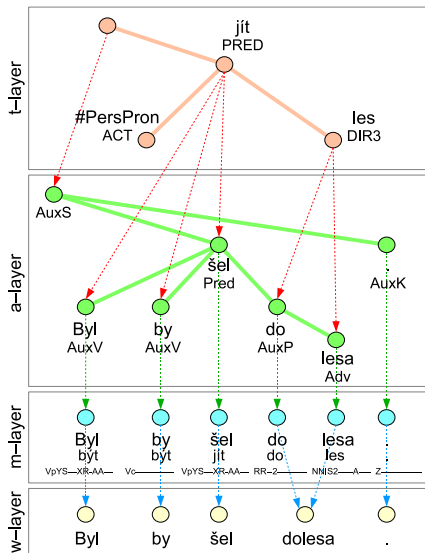 t-layer
jít
PRED
#PersPron
ACT
les
DIR3
a-layer
AuxS
šel
Pred
.
AuxK
Byl
AuxV
by
AuxV
do
AuxP
lesa
Adv
m-layer
Byl by šel do lesa .
být být jít do les .
VpYS---XR-AA--- Vc------------- VpYS---XR-AA--- RR--2---------- NNIS2-----A---- Z:-------------
w-layer
Byl by šel dolesa .